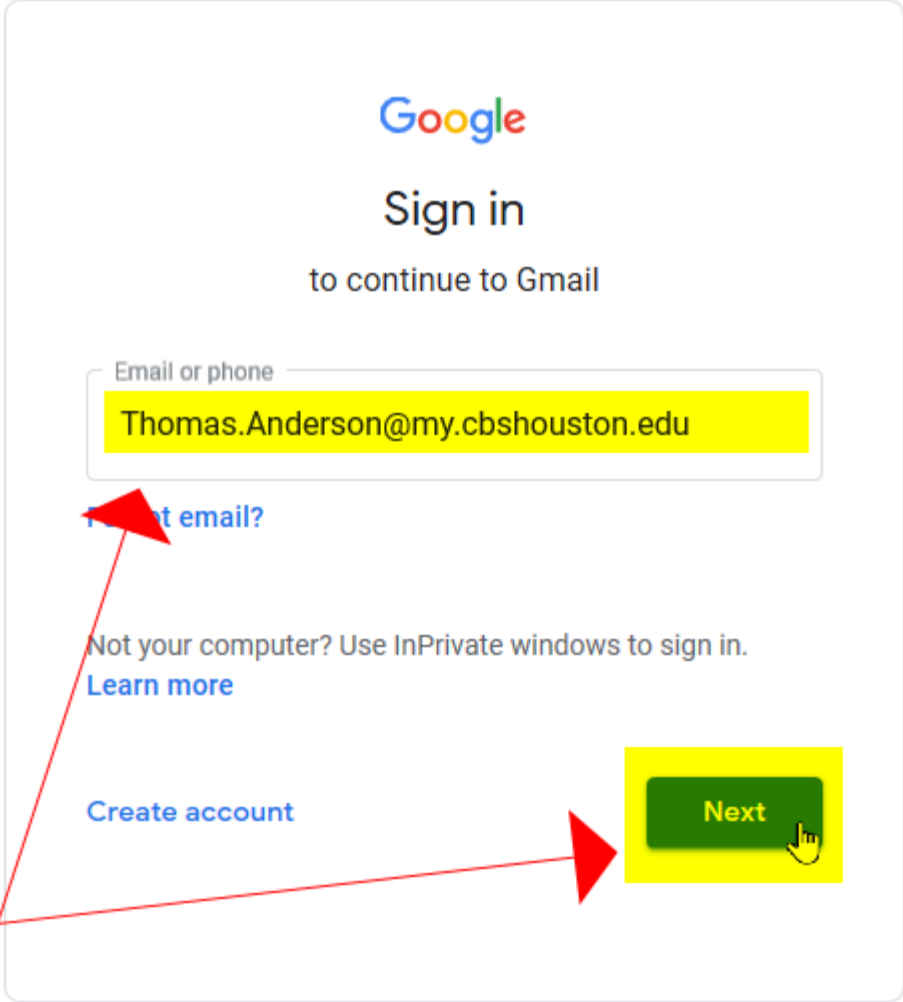 Google
Sign in
to continue to Gmail
Email or phone
Thomas.Anderson@my.cbshouston.edu
email?
Not your computer? Use InPrivate windows to sign in.
Learn more
Create account
Next